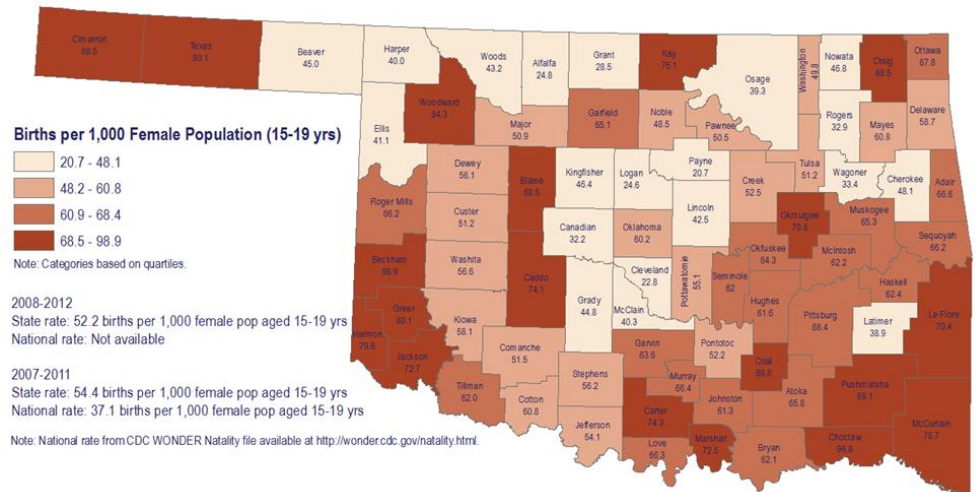 Births per 1,000 Female Population (15-19 yrs)
20.7 - 48.1
48.2 - 60.8
60.9 - 68.4
68.5 - 98.9
Note: Categories based on quartiles.
2008-2012
State rate: 52.2 births per 1,000 female pop aged 15-19 yrs
National rate: Not available
2007-2011
State rate: 54.4 births per 1,000 female pop aged 15-19 yrs
National rate: 37.1 births per 1,000 female pop aged 15-19 yrs
Note: National rate from CDC WONDER Natality file available at http://wonder.cdc.gov/natality.html.
Cimarron
68.5
Texas
80.1
Beaver
45.0
Harper
40.0
Woods
43.2
Alfalfa
24.8
Grant
28.5
Kay
75.1
Osage
39.3
Washington
49.8
Nowata
46.8
Craig
88.5
Ottawa
67.8
Ellis
41.1
Woodward
84.3
Major
50.9
Garfield
65.1
Noble
48.5
Pawnee
50.5
Rogers
32.9
Mayes
60.8
Delaware
58.7
Roger Mills
66.2
Dewey
56.1
Blaine
Kingfisher
46.4
Logan
24.6
Payne
20.7
Creek
52.5
Tulsa
51.2
Wagoner
33.4
Cherokee
48.1
Adair
66.6
Custer
51.2
Canadian
32.2
Oklahoma
60.2
Lincoln
42.5
Okmulgee
70.8
Muskogee
65.3
Sequoyah
66.2
Beckham
Washita
56.6
Caddo
74.1
Cleveland
22.8
Pottawatomie
55.1
Seminole
62
Okfuskee
64.3
McIntosh
62.2
Haskell
62.4
Greer
80.1
Kiowa
58.1
Grady
44.8
McClain
40.3
Hughes
61.6
Pittsburg
68.4
Latimer
38.9
Le Flore
70.4
Harmon
79.6
Jackson
72.7
Comanche
51.5
Garvin
63.6
Pontotoc
52.2
Coal
69.8
Tillman
62.0
Cotton
60.8
Stephens
56.2
Murray
66.4
Johnston
61.3
Atoka
65.8
Pushmataha
McCurtain
78.7
Jefferson
54.1
Carter
74.3
Love
66.3
Marshall
72.5
Bryan
62.1
Choctaw